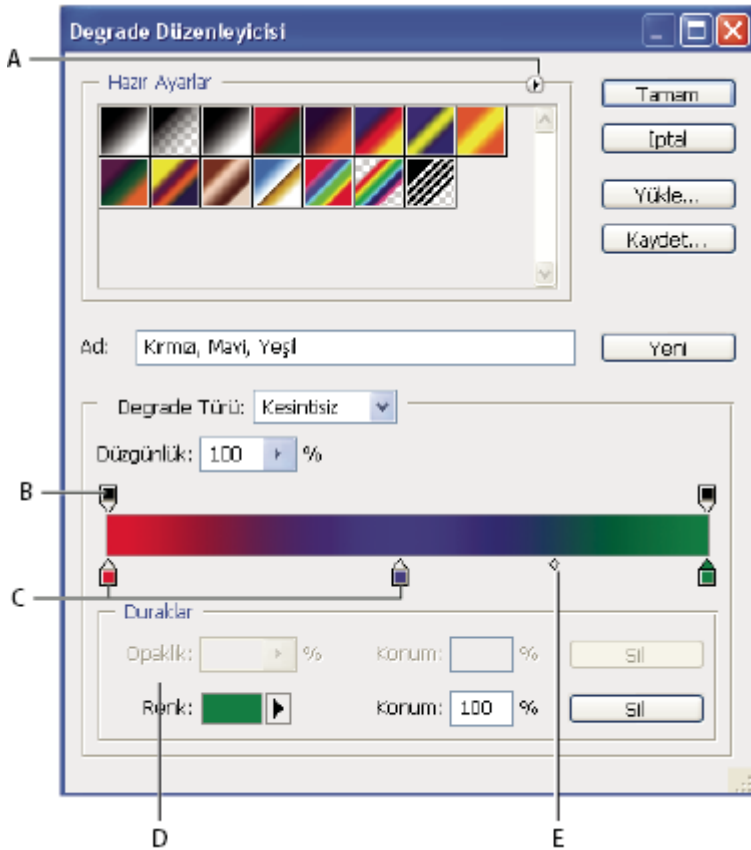 Degrade Düzenleyicisi
A
Hazır Ayarlar
Tamam
İptal
Yükle...
Kaydet...
Ad: Kırmızı, Mavi, Yeşil
Yeni
Degrade Türü: Kesintisiz
Düzgünlük: 100 %
B
C
Duraklar
Opaklık: %
Konum: %
Sil
Renk:
Konum: 100 %
Sil
D
E